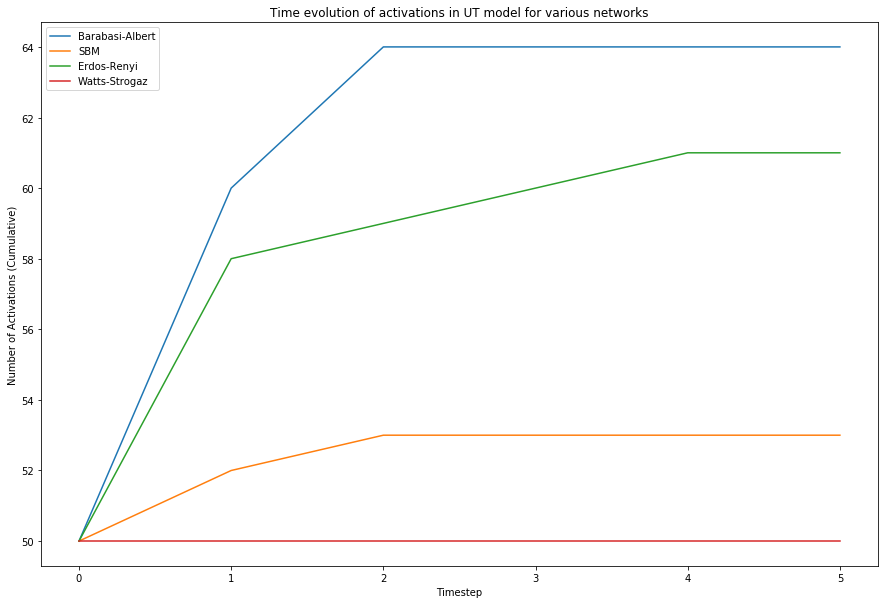 Time evolution of activations in UT model for various networks
Barabasi-Albert
SBM
Erdos-Renyi
Watts-Strogaz
Number of Activations (Cumulative)
64
62
60
58
56
54
52
50
0 1 2 3 4 5
Timestep